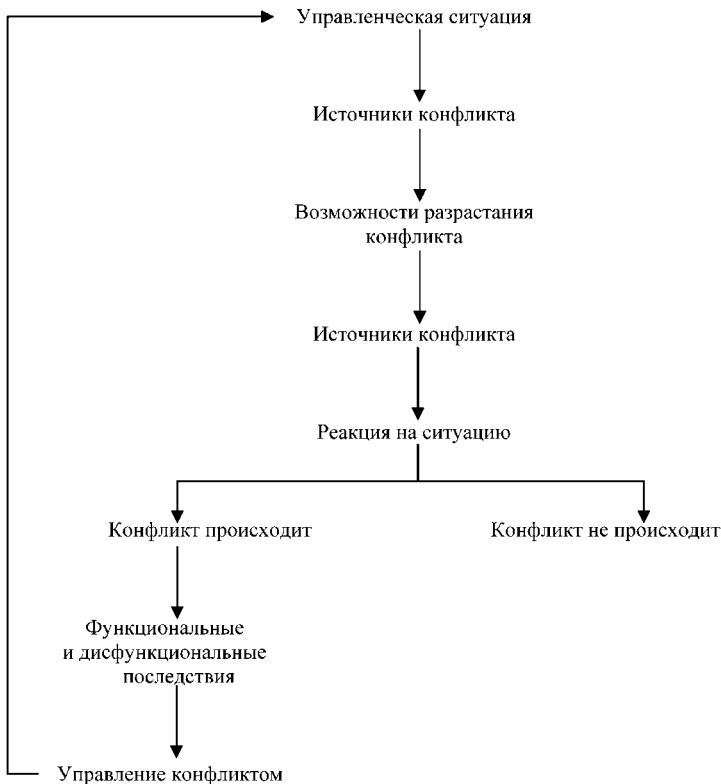 Управленческая ситуация
Источники конфликта
Возможности разрастания
конфликта
Источники конфликта
Реакция на ситуацию
Конфликт происходит
Конфликт не происходит
Функциональные
и дисфункциональные
последствия
Управление конфликтом